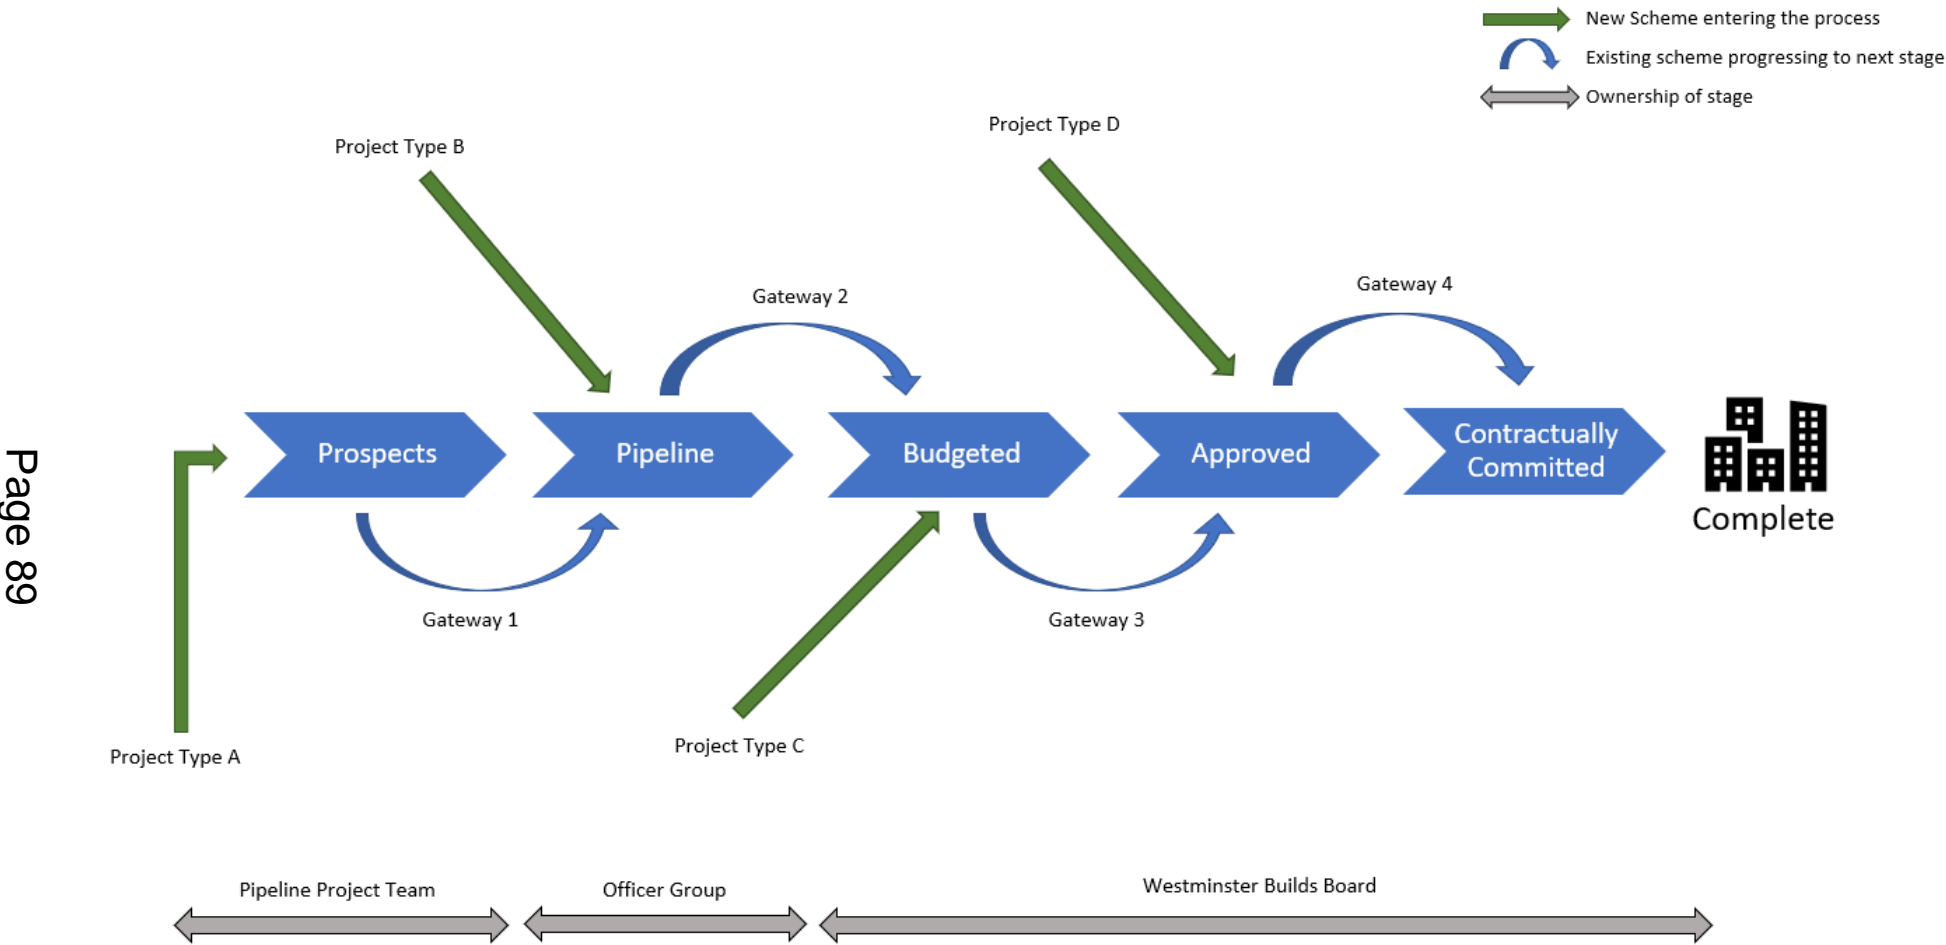 New Scheme entering the process
Existing scheme progressing to next stage
Ownership of stage
Project Type D
Project Type B
Gateway 4
Gateway 2
Prospects
Pipeline
Budgeted
Approved
Contractually
Committed
Complete
Page 89
Gateway 1
Gateway 3
Project Type C
Project Type A
Pipeline Project Team
Officer Group
Westminster Builds Board